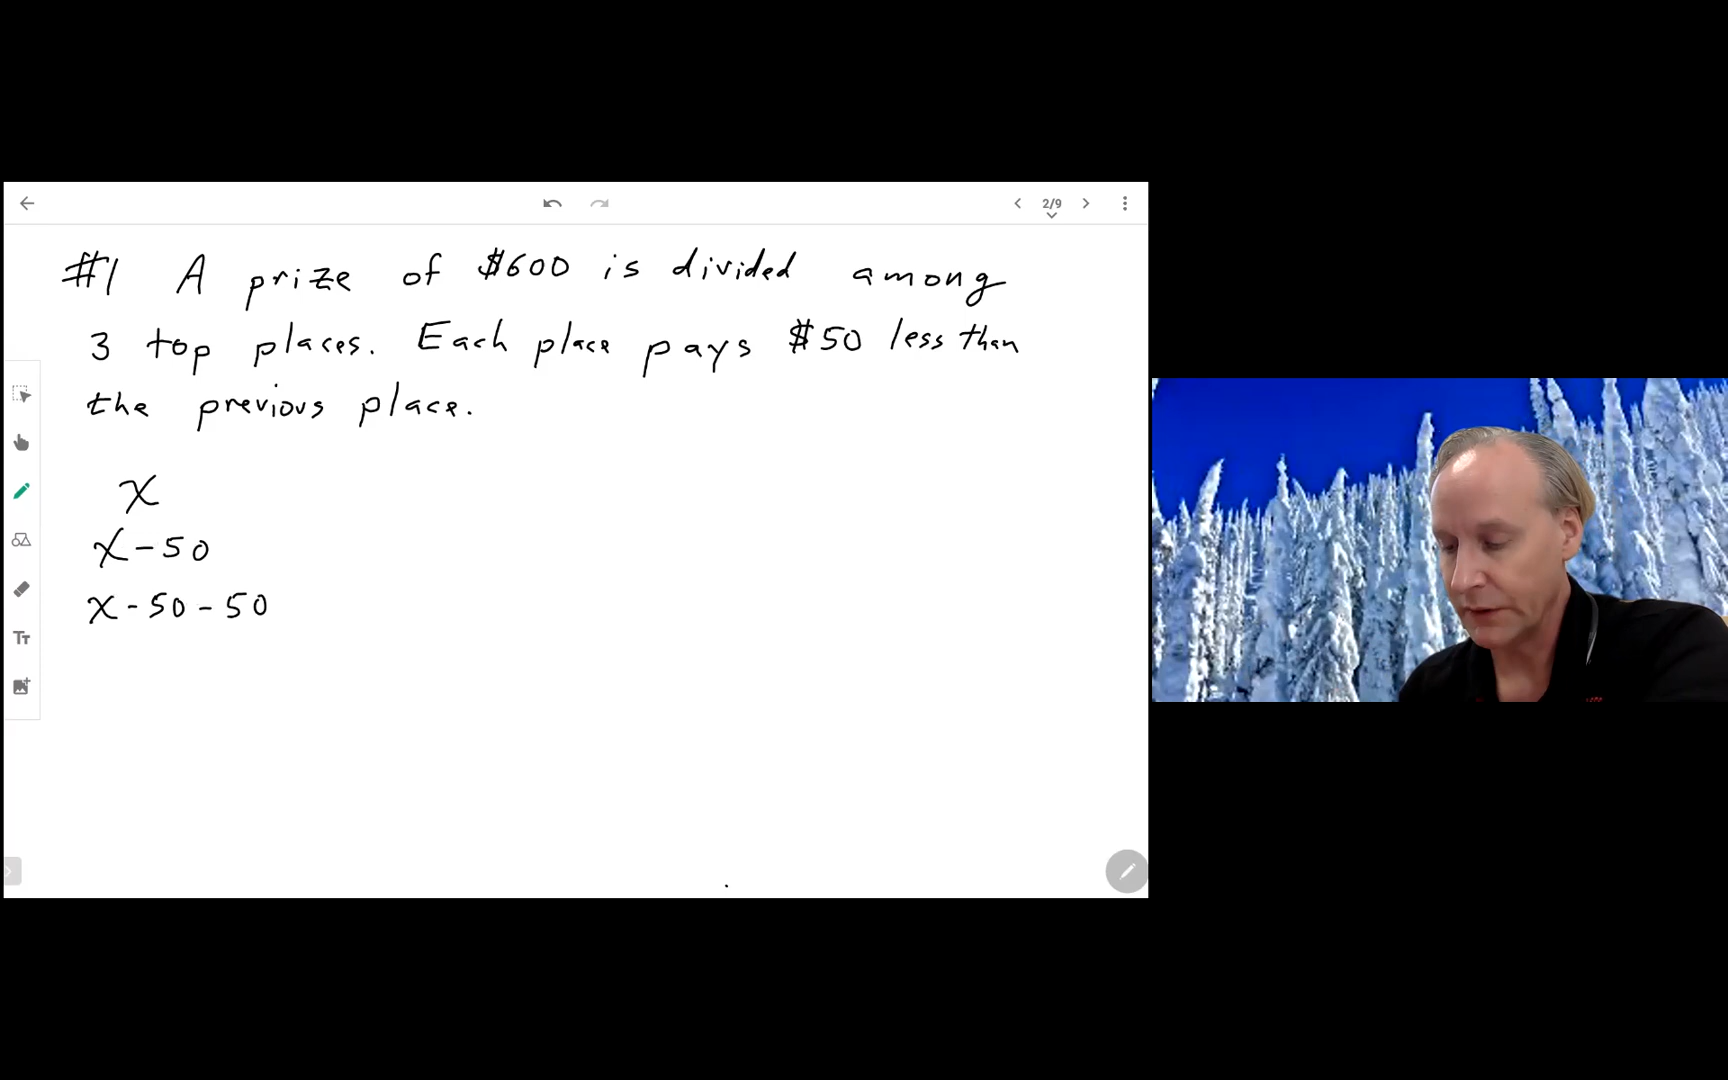 2/9
#1 A prize of $600 is divided among
3 top places. Each place pays $50 less than
the previous place.
x
x - 50
x - 50 - 50
TT